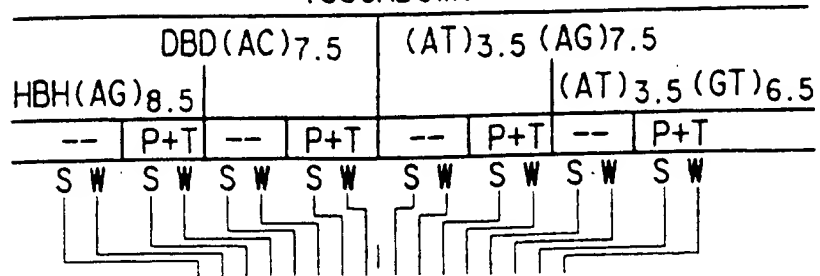 DBD(AC)7.5 (AT)3.5(AG)7.5
HBH(AG)8.5 (AT)3.5(GT)6.5
-- P+T -- P+T -- P+T -- P+T
S W S W S W S W S W S W S W S W